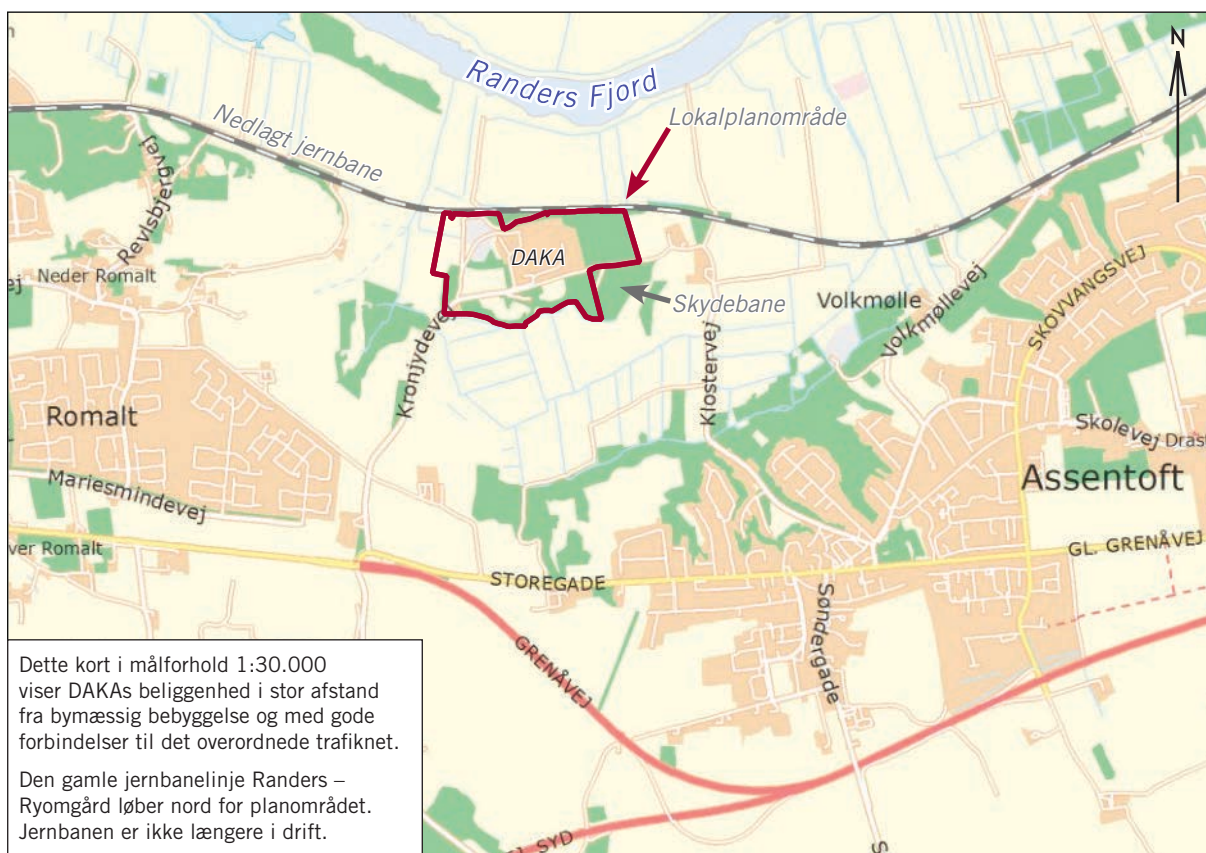 Randers Fjord
N
Lokalplanområde
Nedlagt jernbane
Revlsbjergvej
Neder Romalt
DAKA
Skydebane
Volkmølle
Volkmøllevej
SKOVVANGSVEJ
Kronjydevej
Klostervej
Romalt
Mariesmindevej
Skolevej
Drast
Assentoft
ver Romalt
STOREGADE
GL. GRENÅVEJ
Søndergade
GRENÅVEJ
SYD
S
Dette kort i målforhold 1:30.000
viser DAKAs beliggenhed i stor afstand
fra bymæssig bebyggelse og med gode
forbindelser til det overordnede trafiknet.
Den gamle jernbanelinje Randers –
Ryomgård løber nord for planområdet.
Jernbanen er ikke længere i drift.